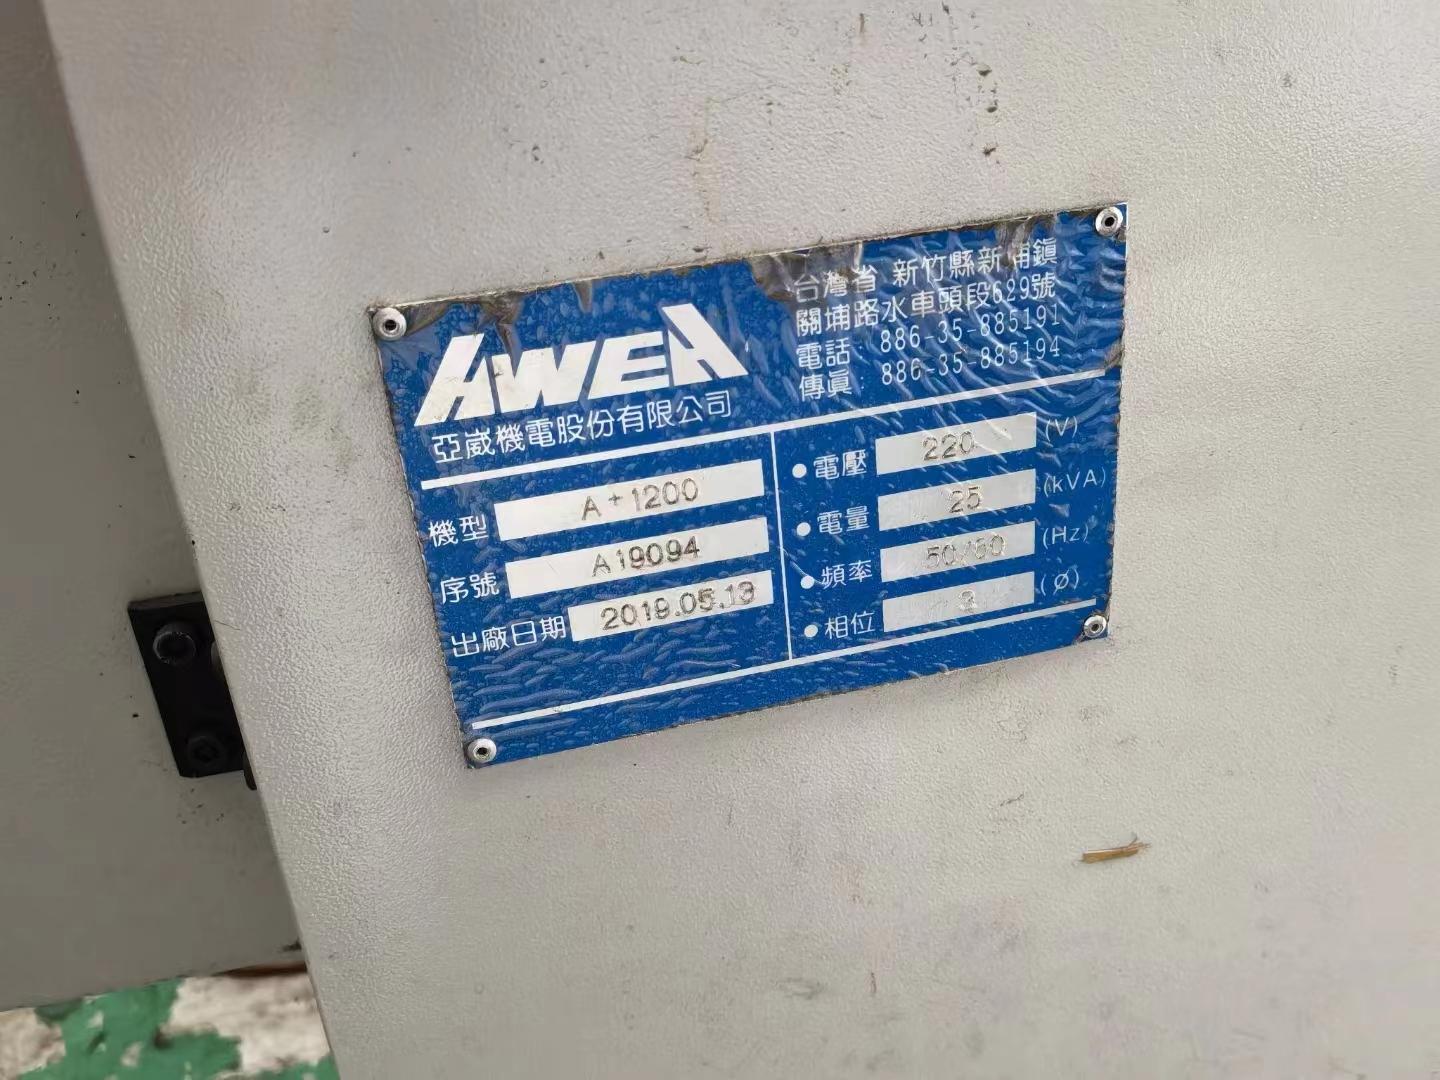 AWEA
亞崴機電股份有限公司
台灣省 新竹縣新埔鎮
關埔路水車頭段629號
電話：886-35-885191
傳眞：886-35-885194
機型 A+1200
序號 A19094
出廠日期 2019.05.13
●電壓 220 (V)
●電量 25 (kVA)
●頻率 50/60 (Hz)
●相位 3 (Ø)